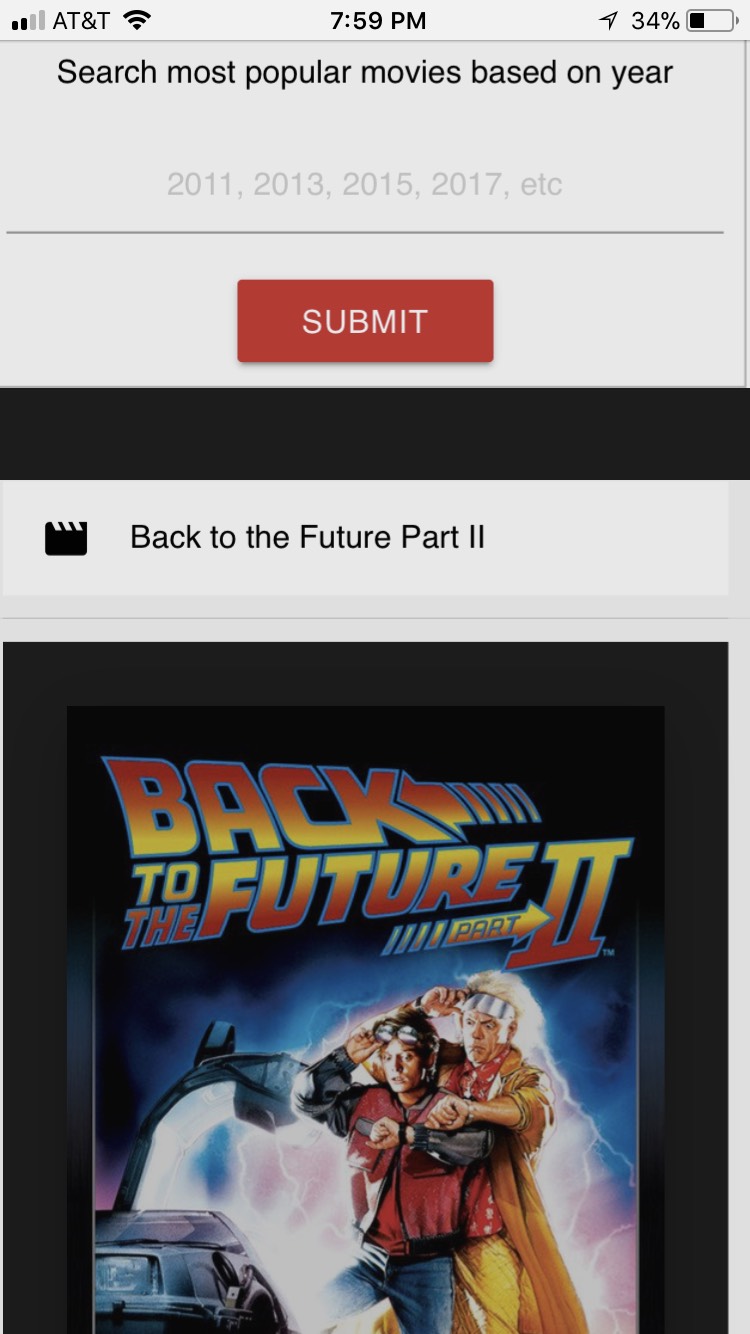 AT&T 7:59 PM 34%
Search most popular movies based on year
2011, 2013, 2015, 2017, etc
SUBMIT
Back to the Future Part II
BACK
TO THE FUTURE II
PART
TM